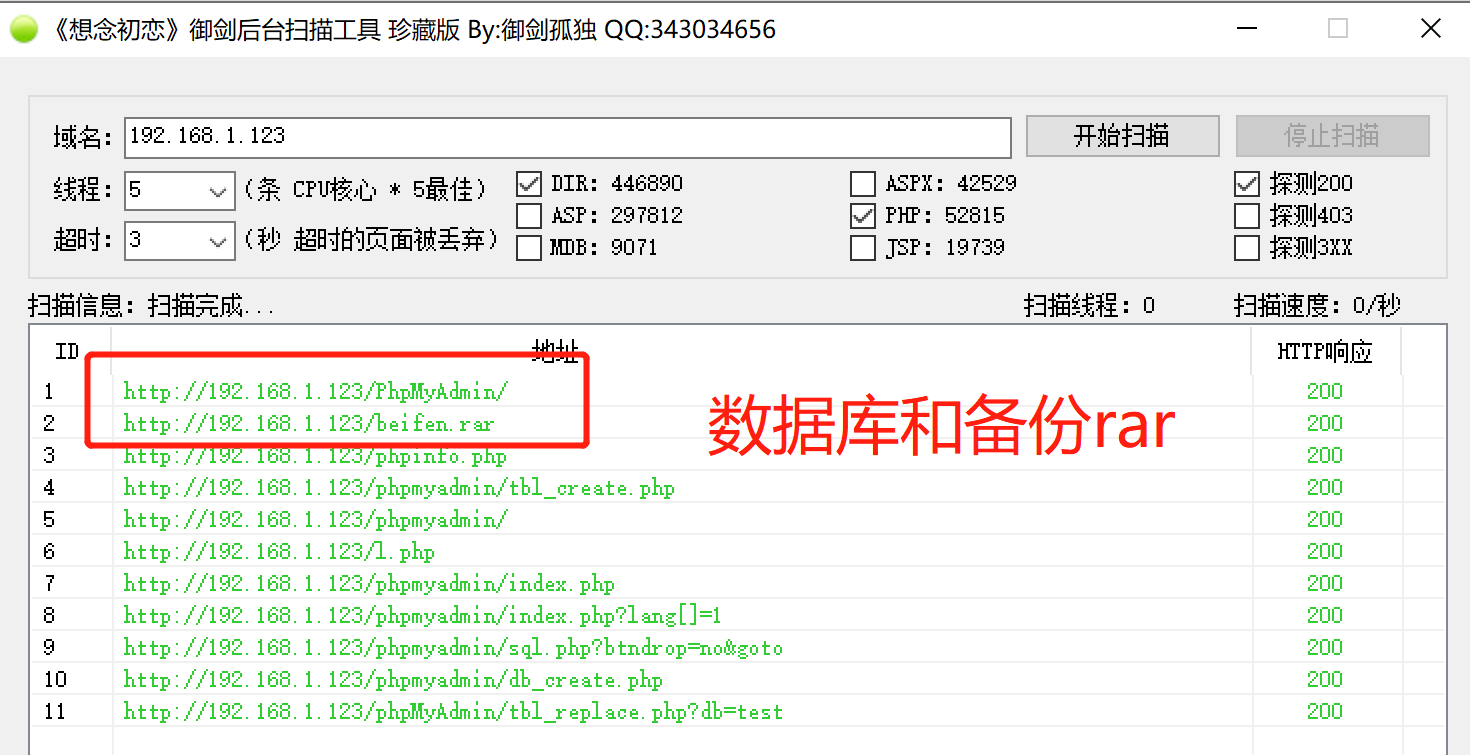 《想念初恋》御剑后台扫描工具 珍藏版 By:御剑孤独 QQ:343034656
域名: 192.168.1.123 开始扫描 停止扫描
线程: 5 (条 CPU核心 * 5最佳) DIR: 446890 ASPX: 42529 探测200
ASP: 297812 PHP: 52815 探测403
超时: 3 (秒 超时的页面被丢弃) MDB: 9071 JSP: 19739 探测3XX
扫描信息: 扫描完成... 扫描线程: 0 扫描速度: 0/秒
ID 地址 HTTP响应
1 http://192.168.1.123/PhpMyAdmin/ 200
2 http://192.168.1.123/beifen.rar 200
数据库和备份rar
3 http://192.168.1.123/phpinfo.php 200
4 http://192.168.1.123/phpmyadmin/tbl_create.php 200
5 http://192.168.1.123/phpmyadmin/ 200
6 http://192.168.1.123/l.php 200
7 http://192.168.1.123/phpmyadmin/index.php 200
8 http://192.168.1.123/phpmyadmin/index.php?lang[]=1 200
9 http://192.168.1.123/phpmyadmin/sql.php?btndrop=no&goto 200
10 http://192.168.1.123/phpmyadmin/db_create.php 200
11 http://192.168.1.123/phpMyAdmin/tbl_replace.php?db=test 200